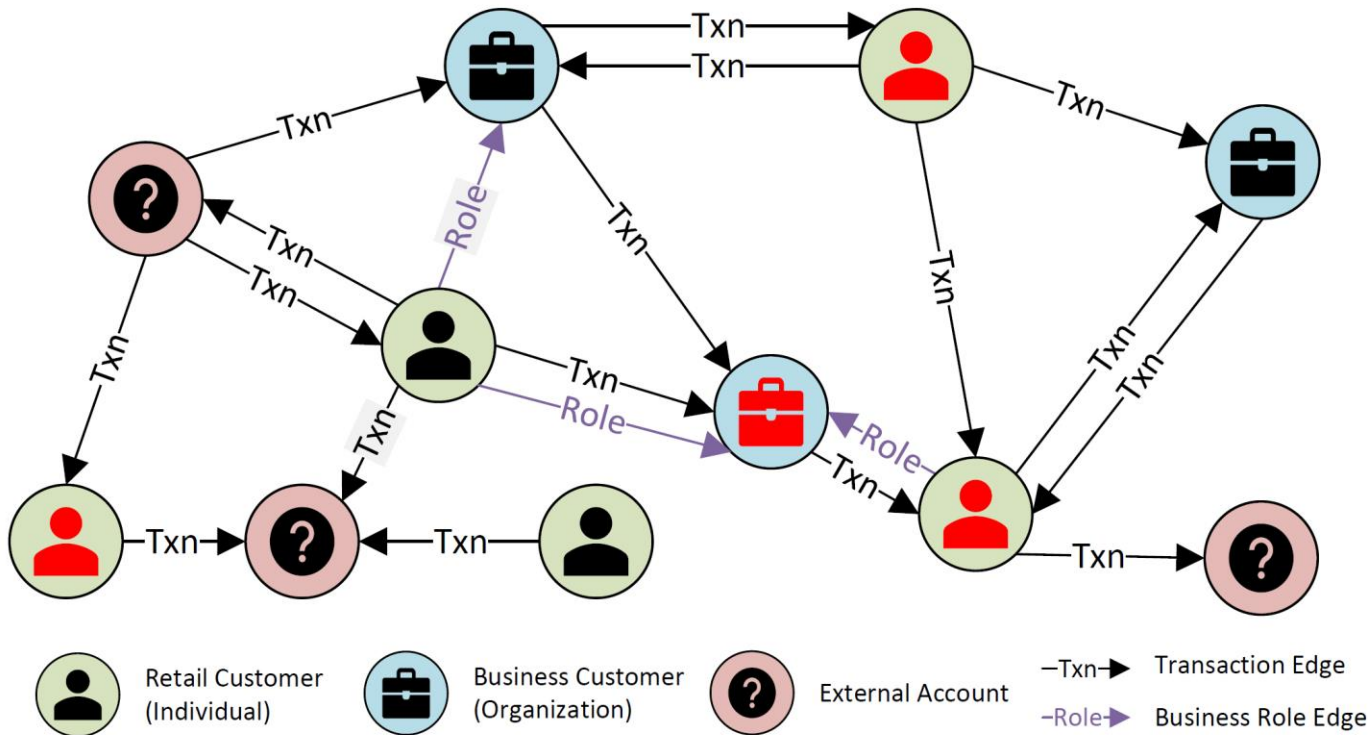 Txn
Txn
Txn
Txn
Role
Txn
Txn
Txn
Txn
Txn
Txn
Txn
Txn
Role
Txn
Role
Txn
Txn
Txn
Txn
Retail Customer
(Individual)
Business Customer
(Organization)
External Account
Txn
Transaction Edge
Role
Business Role Edge